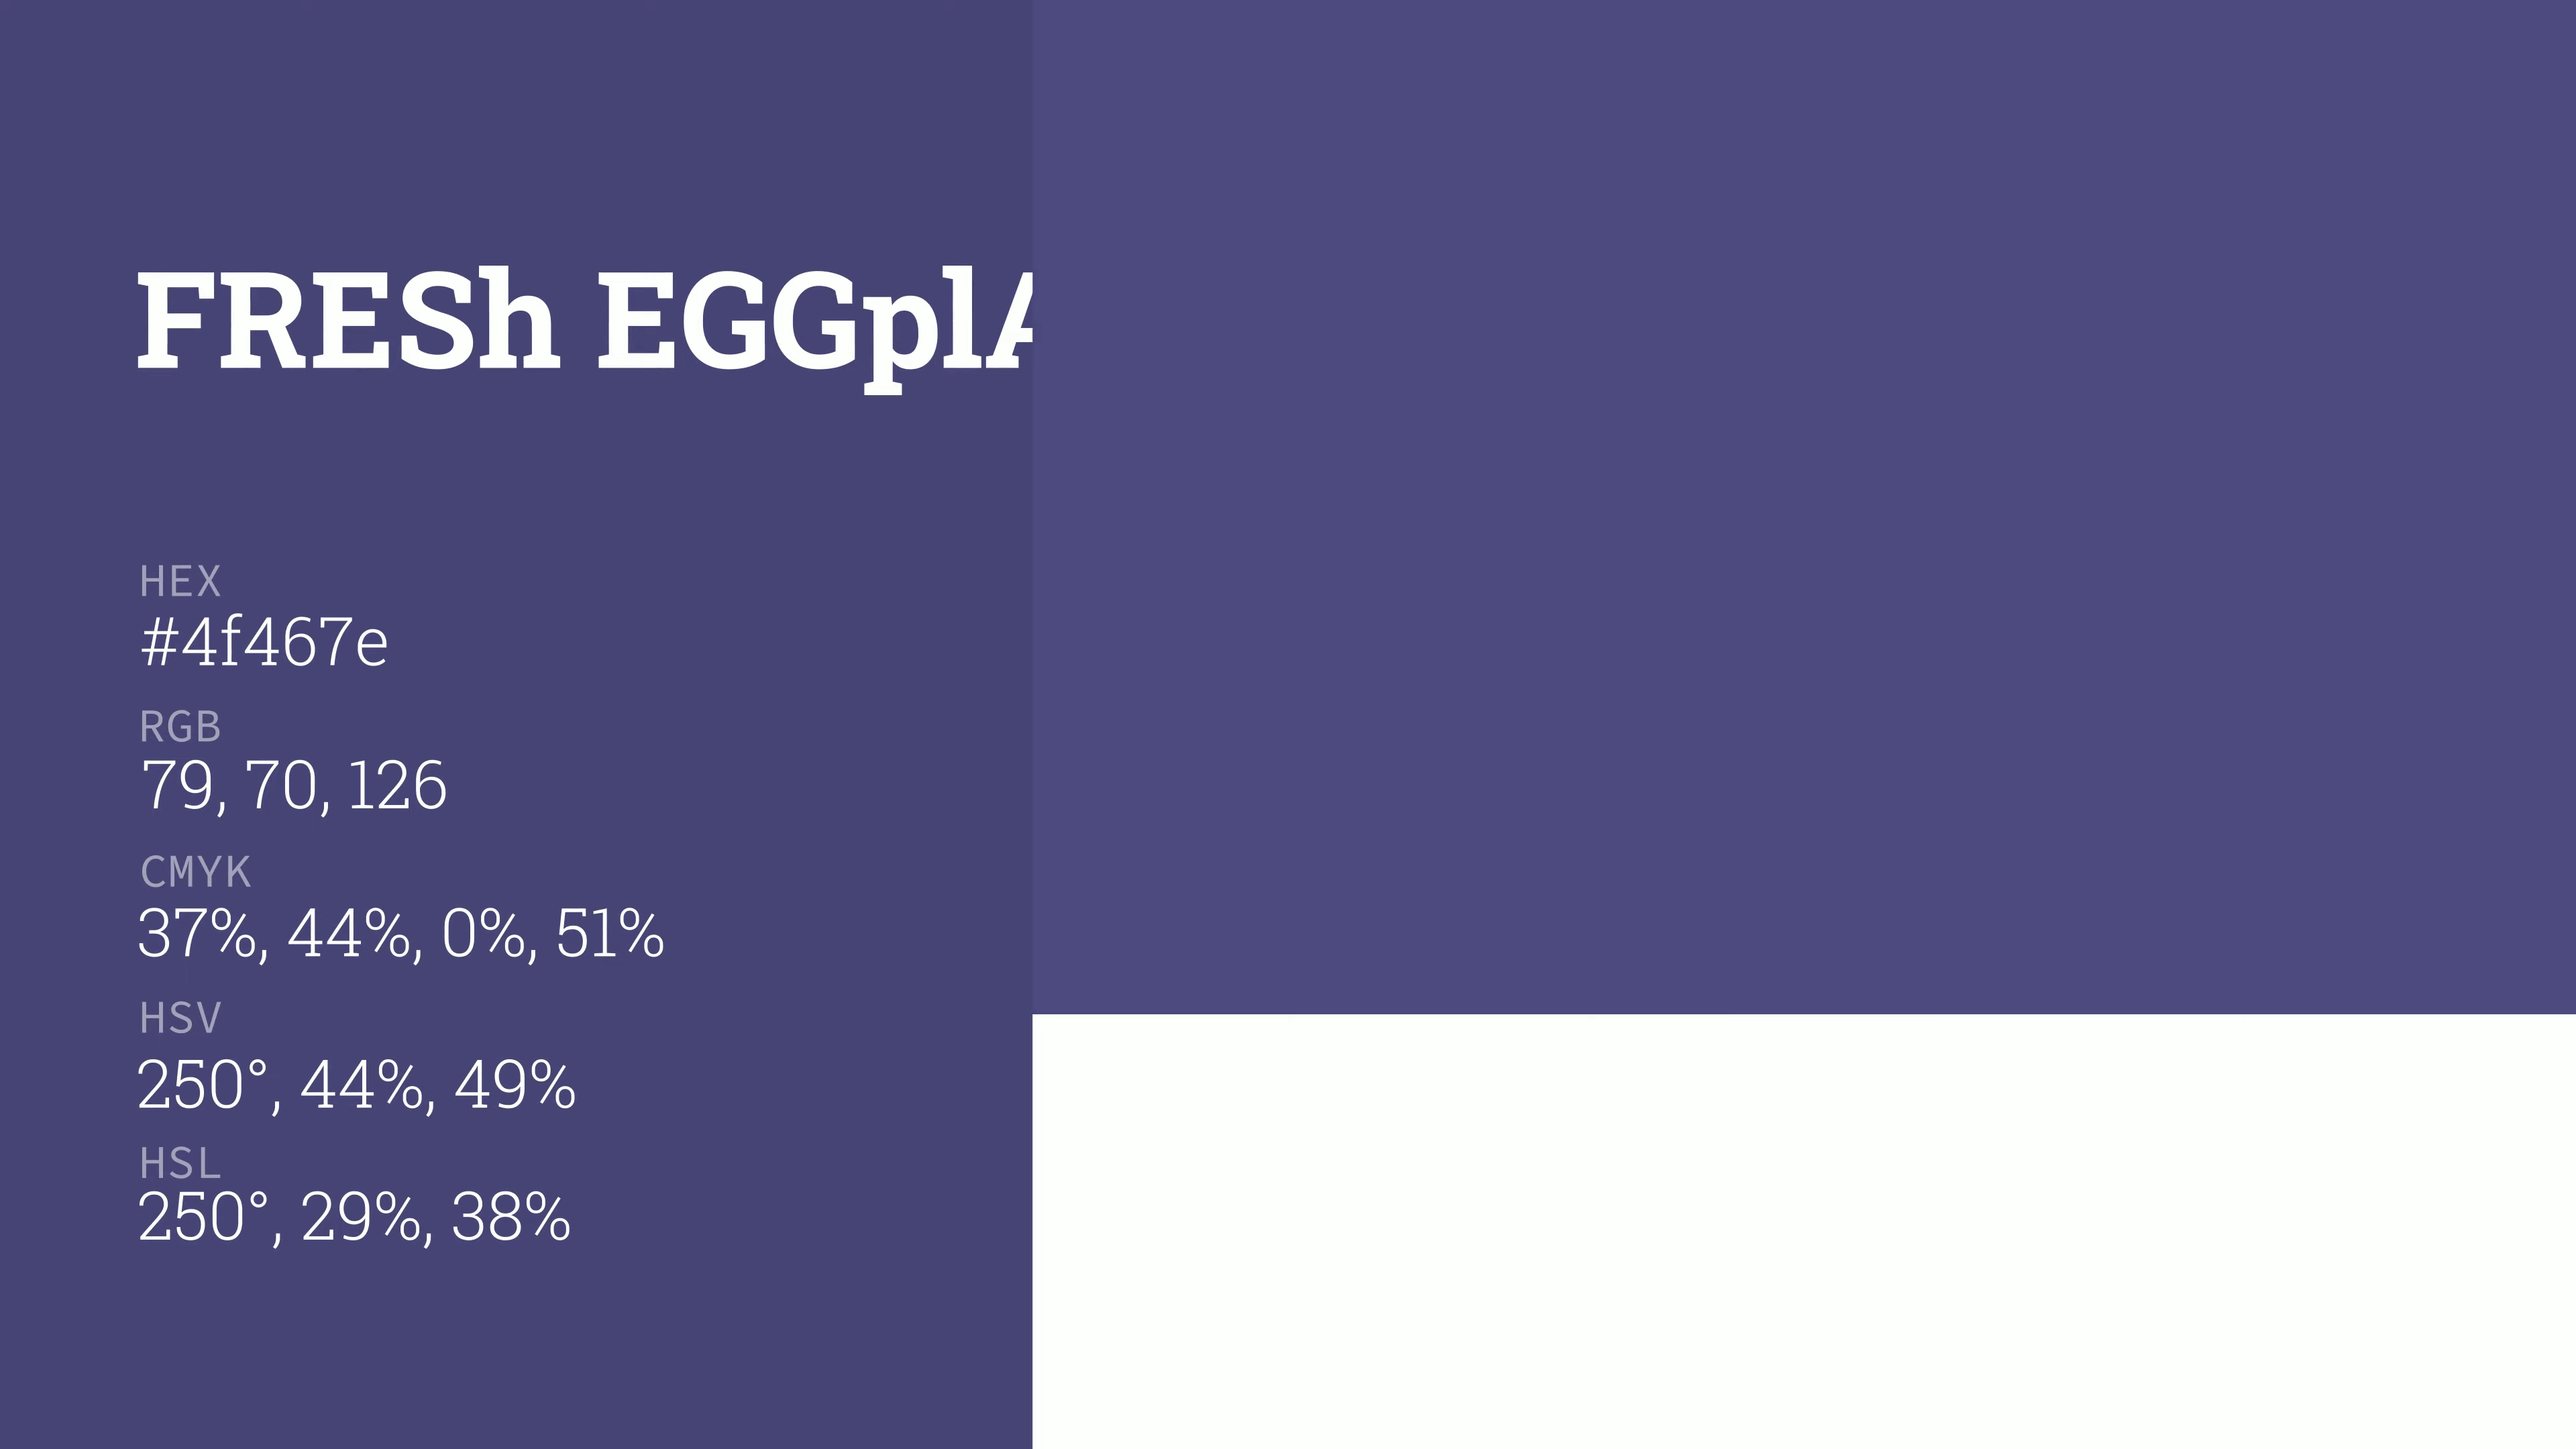 FRESh EGGplA
HEX
#4f467e
RGB
79, 70, 126
CMYK
37%, 44%, 0%, 51%
HSV
250°, 44%, 49%
HSL
250°, 29%, 38%